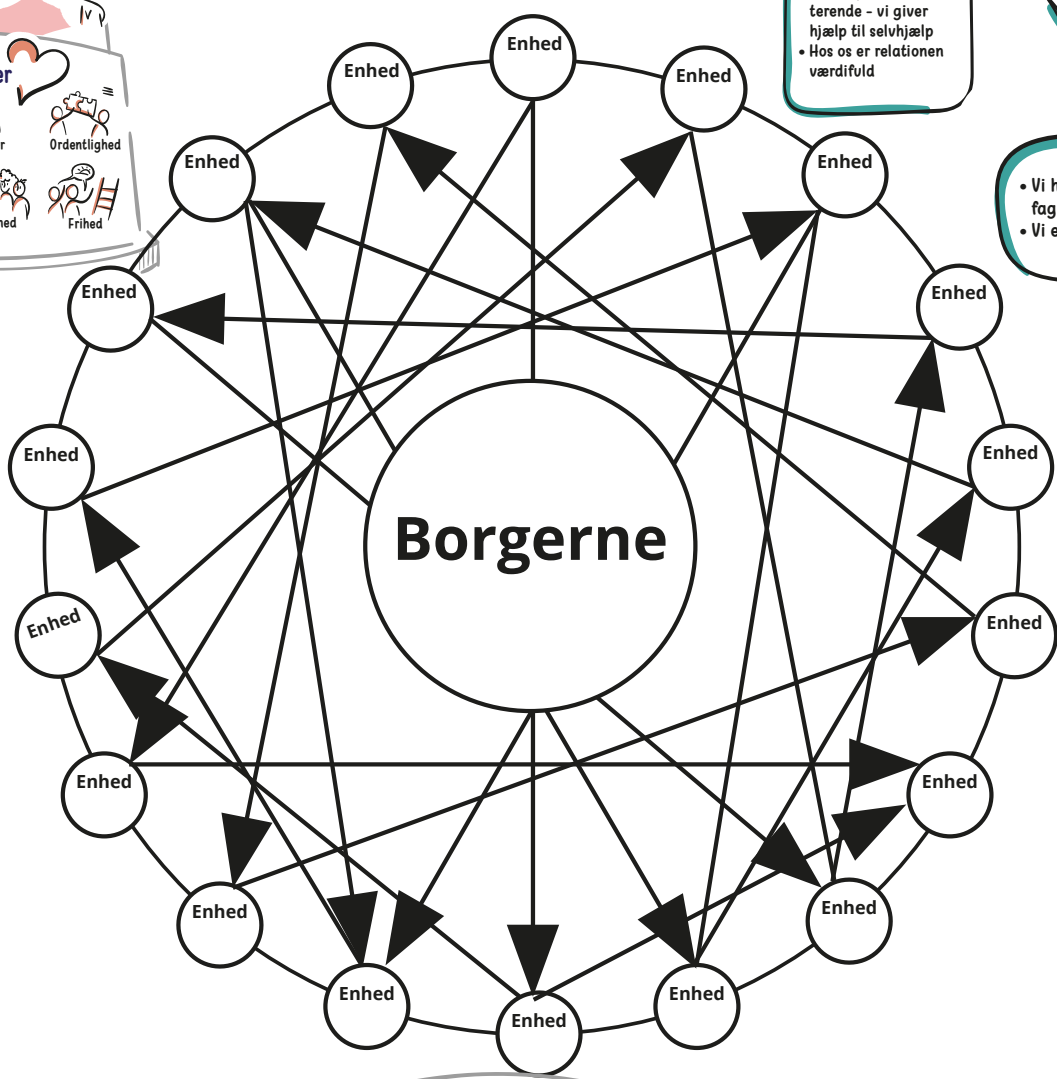 terende - vi giver
hjælp til selvhjælp
• Hos os er relationen
værdifuld
Ordentlighed
Frihed
• Vi
fag
• Vi
Enhed
Enhed
Enhed
Enhed
Enhed
Enhed
Enhed
Enhed
Enhed
Enhed
Enhed
Borgerne
Enhed
Enhed
Enhed
Enhed
Enhed
Enhed
Enhed
Enhed
Enhed